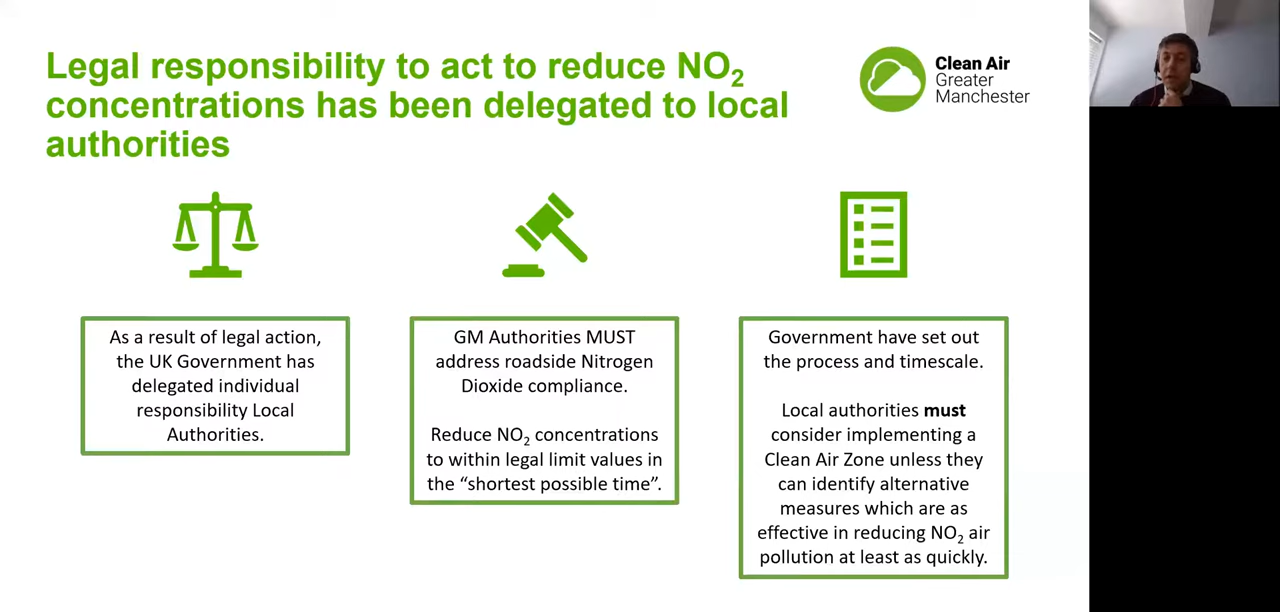 Legal responsibility to act to reduce NO₂
concentrations has been delegated to local
authorities
Clean Air
Greater
Manchester
As a result of legal action,
the UK Government has
delegated individual
responsibility Local
Authorities.
GM Authorities MUST
address roadside Nitrogen
Dioxide compliance.
Reduce NO₂ concentrations
to within legal limit values in
the “shortest possible time”.
Government have set out
the process and timescale.
Local authorities must
consider implementing a
Clean Air Zone unless they
can identify alternative
measures which are as
effective in reducing NO₂ air
pollution at least as quickly.